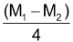 (M₁ – M₂)
4